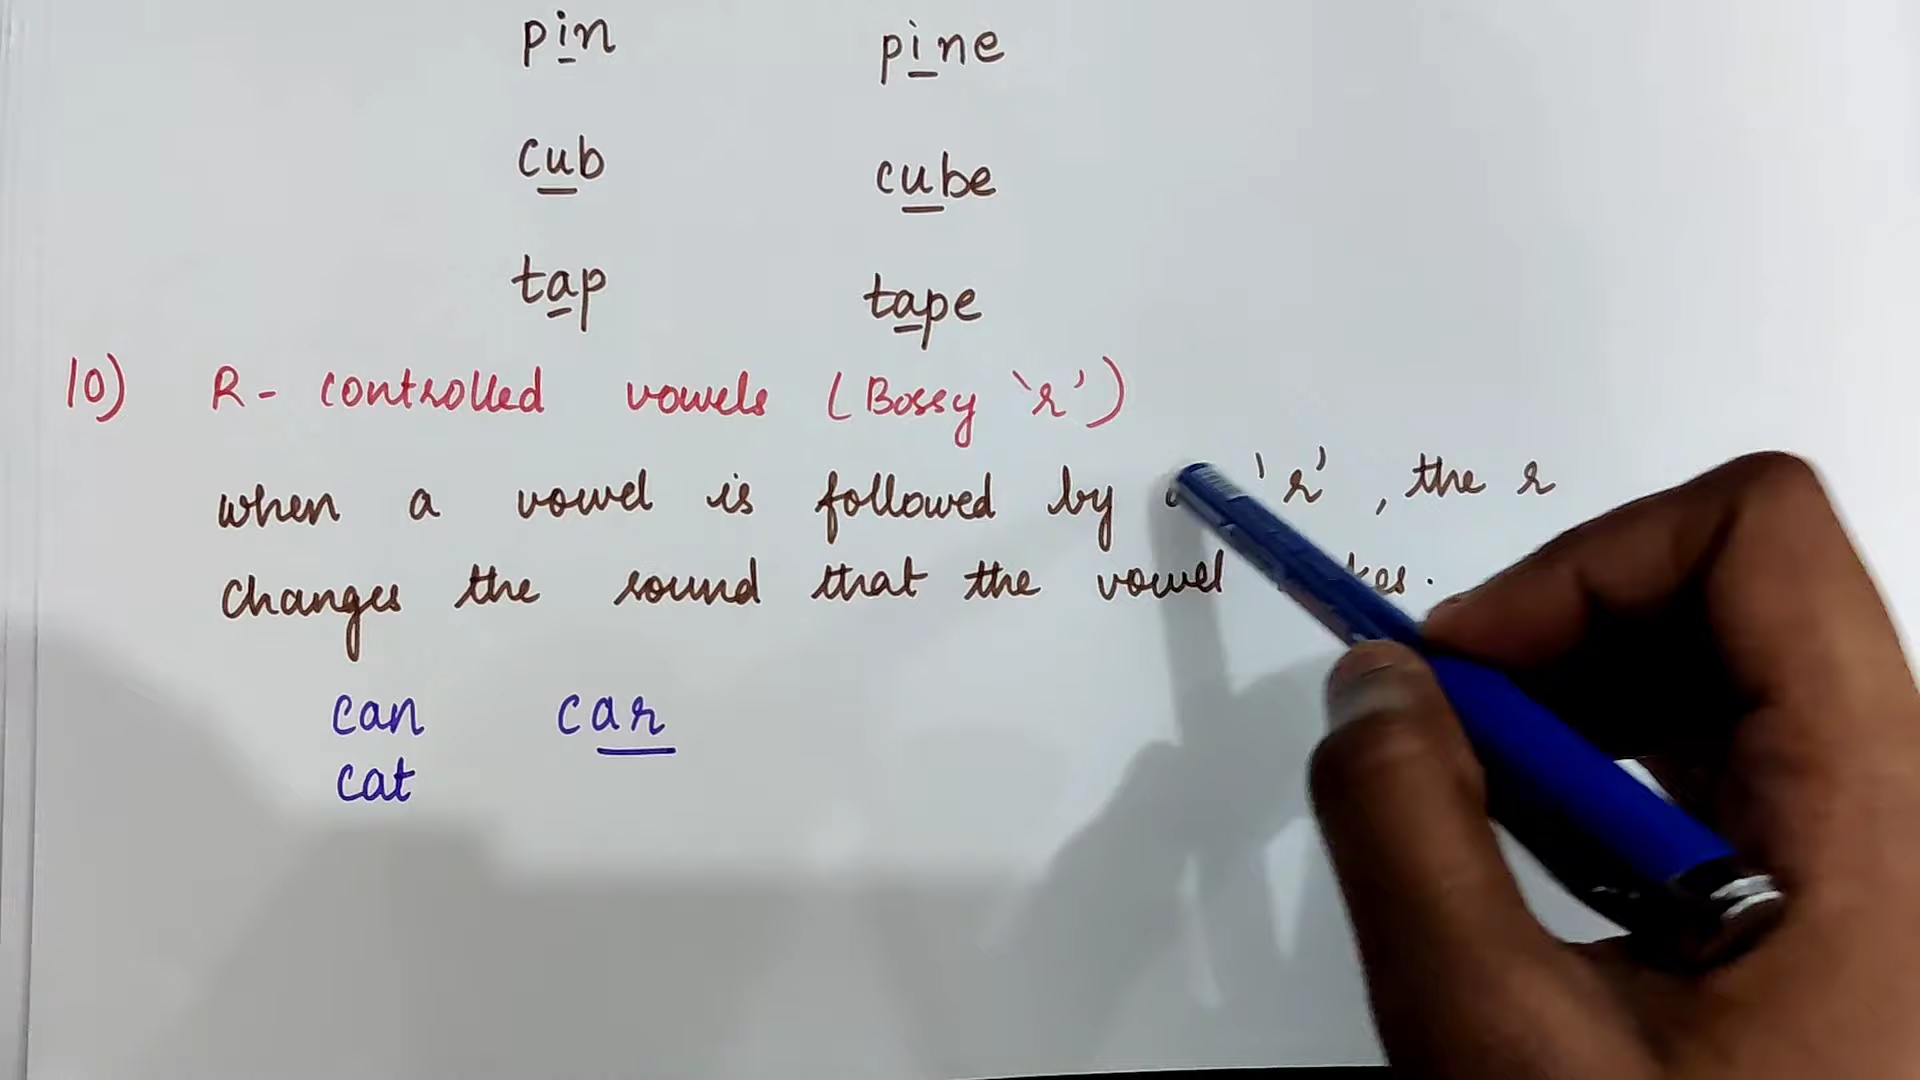 pin pine
cub cube
tap tape
10) R- controlled vowels (Bossy 'r')
when a vowel is followed by 'r', the r
changes the sound that the vowel
can car
cat